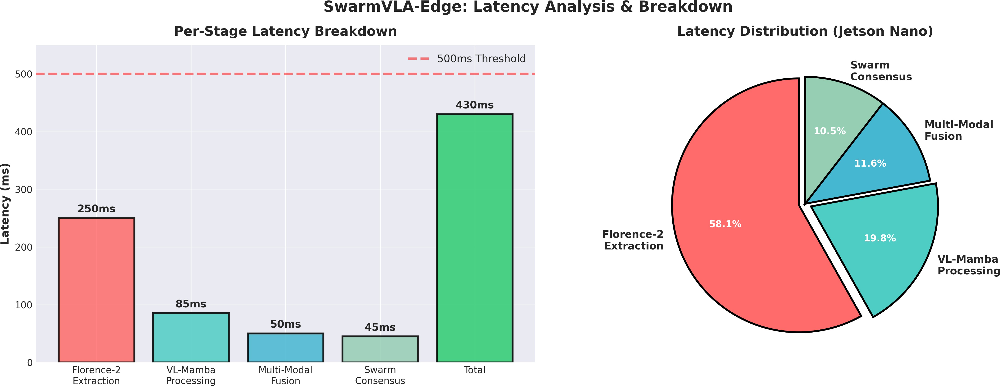 SwarmVLA-Edge: Latency Analysis & Breakdown
Per-Stage Latency Breakdown
500ms Threshold
Latency (ms)
500
400
300
200
100
0
250ms
85ms
50ms
45ms
430ms
Florence-2
Extraction
VL-Mamba
Processing
Multi-Modal
Fusion
Swarm
Consensus
Total
Latency Distribution (Jetson Nano)
Swarm
Consensus
10.5%
Multi-Modal
Fusion
11.6%
Florence-2
Extraction
58.1%
VL-Mamba
Processing
19.8%